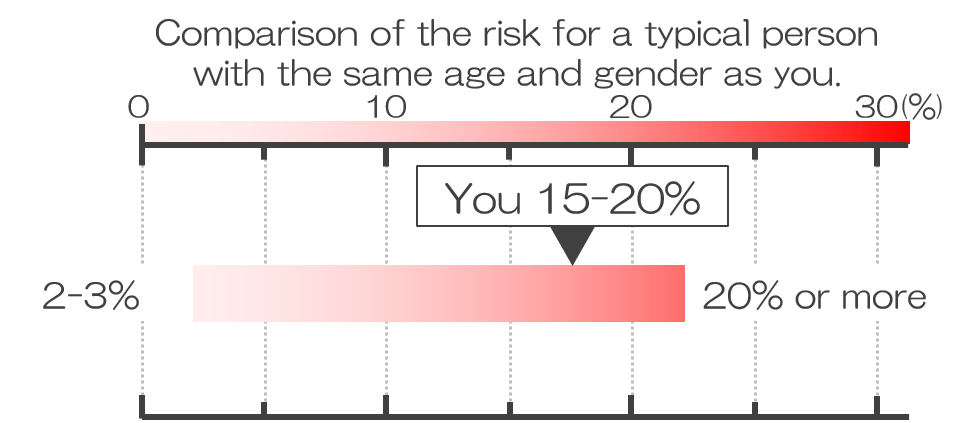 Comparison of the risk for a typical person
with the same age and gender as you.
0 10 20 30(%)
You 15-20%
2-3% 20% or more